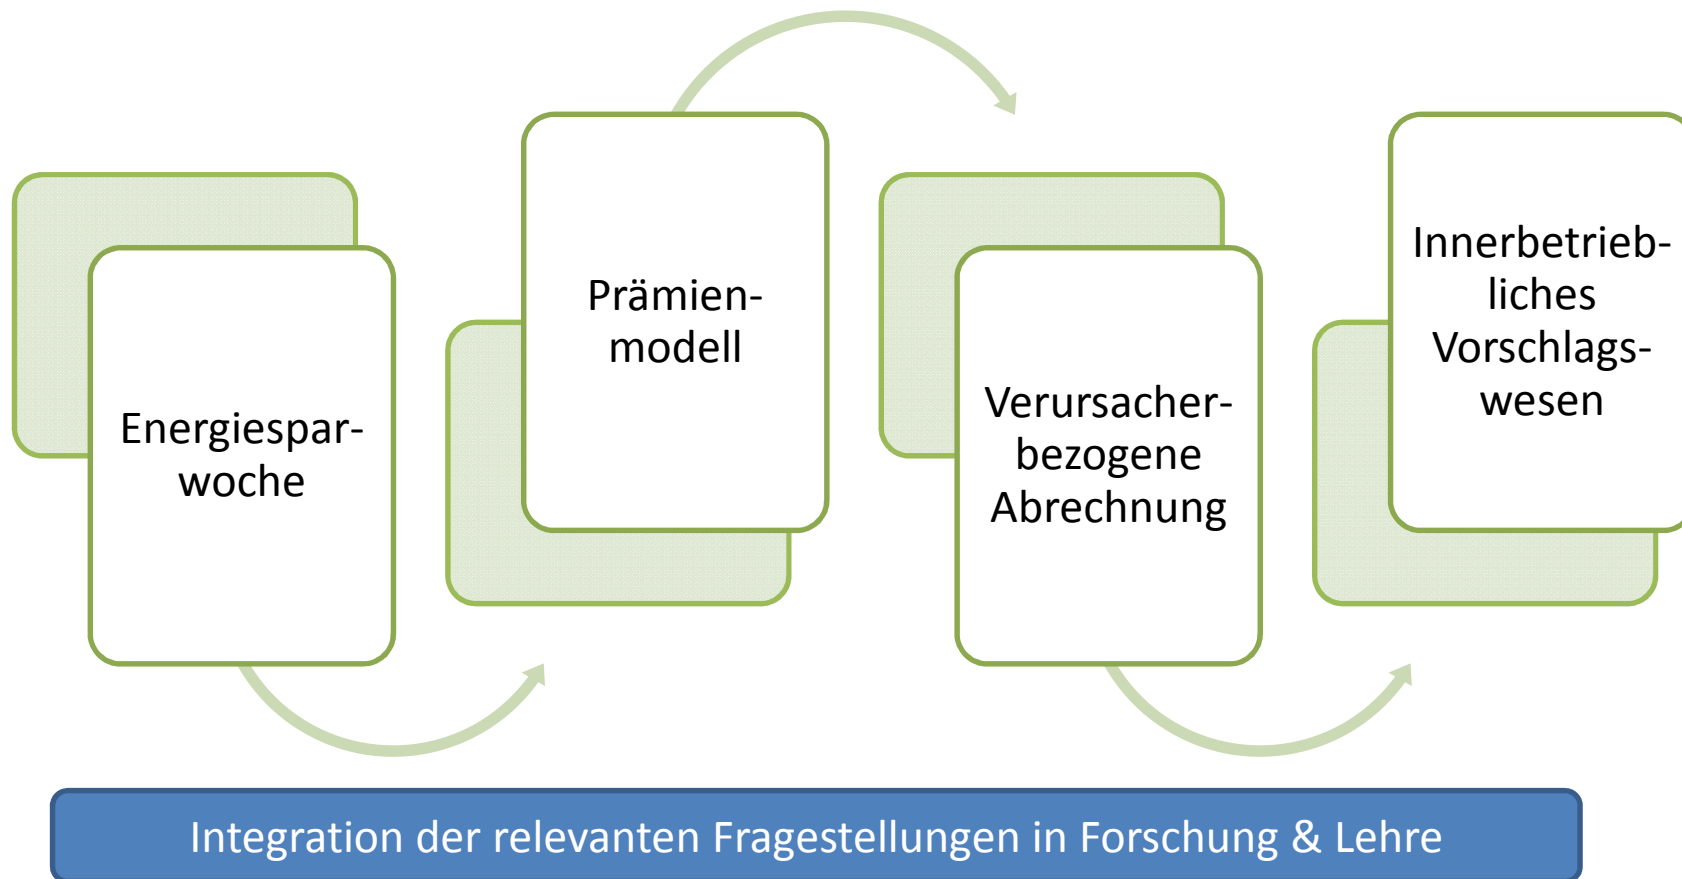 Energiespar-
woche
Prämien-
modell
Verursacher-
bezogene
Abrechnung
Innerbetrieb-
liches
Vorschlags-
wesen
Integration der relevanten Fragestellungen in Forschung & Lehre